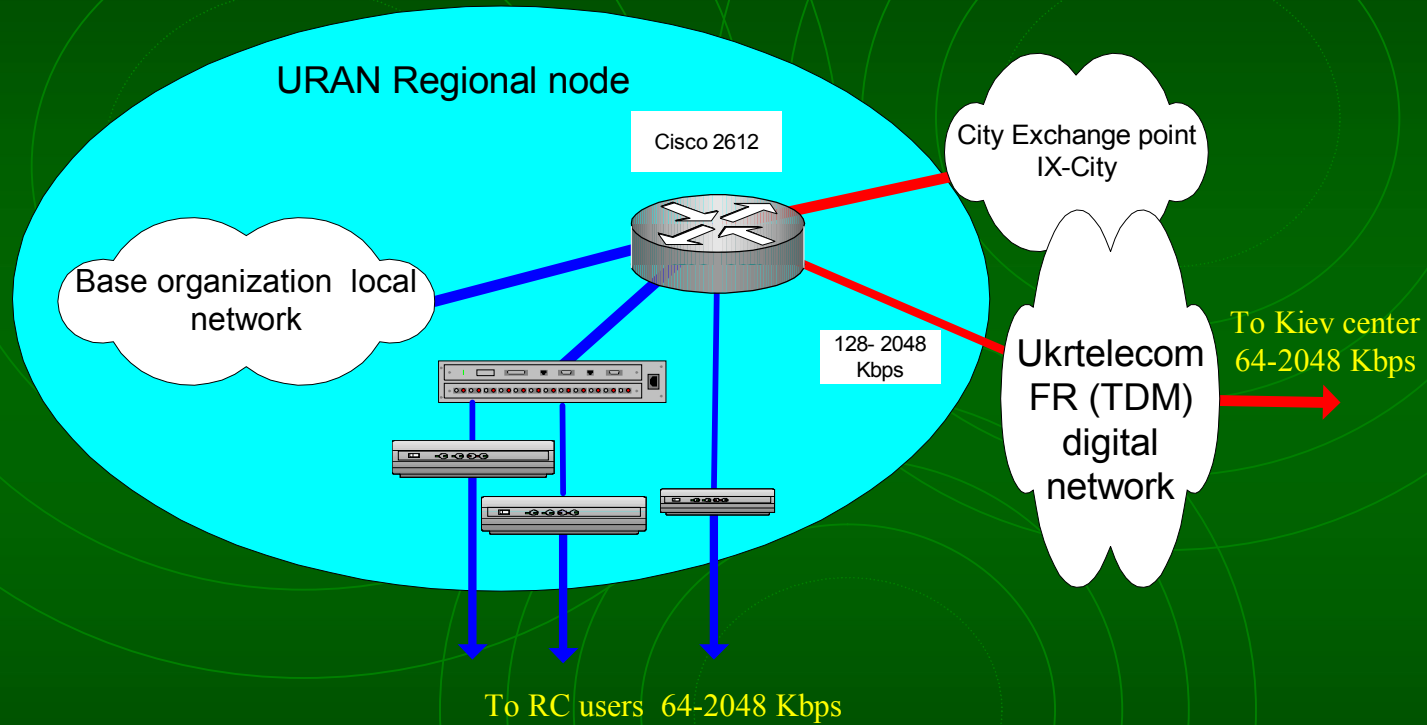 URAN Regional node
Cisco 2612
City Exchange point
IX-City
Base organization local
network
128- 2048
Kbps
Ukrtelecom
FR (TDM)
digital
network
To Kiev center
64-2048 Kbps
To RC users 64-2048 Kbps